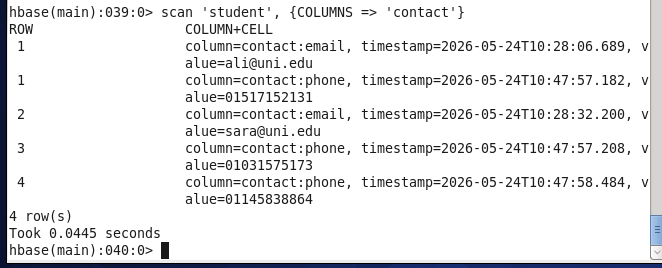 hbase(main):039:0> scan 'student', {COLUMNS => 'contact'}
ROW                   COLUMN+CELL
 1                    column=contact:email, timestamp=2026-05-24T10:28:06.689, v
                      alue=ali@uni.edu
 1                    column=contact:phone, timestamp=2026-05-24T10:47:57.182, v
                      alue=01517152131
 2                    column=contact:email, timestamp=2026-05-24T10:28:32.200, v
                      alue=sara@uni.edu
 3                    column=contact:phone, timestamp=2026-05-24T10:47:57.208, v
                      alue=01031575173
 4                    column=contact:phone, timestamp=2026-05-24T10:47:58.484, v
                      alue=01145838864
4 row(s)
Took 0.0445 seconds
hbase(main):040:0>